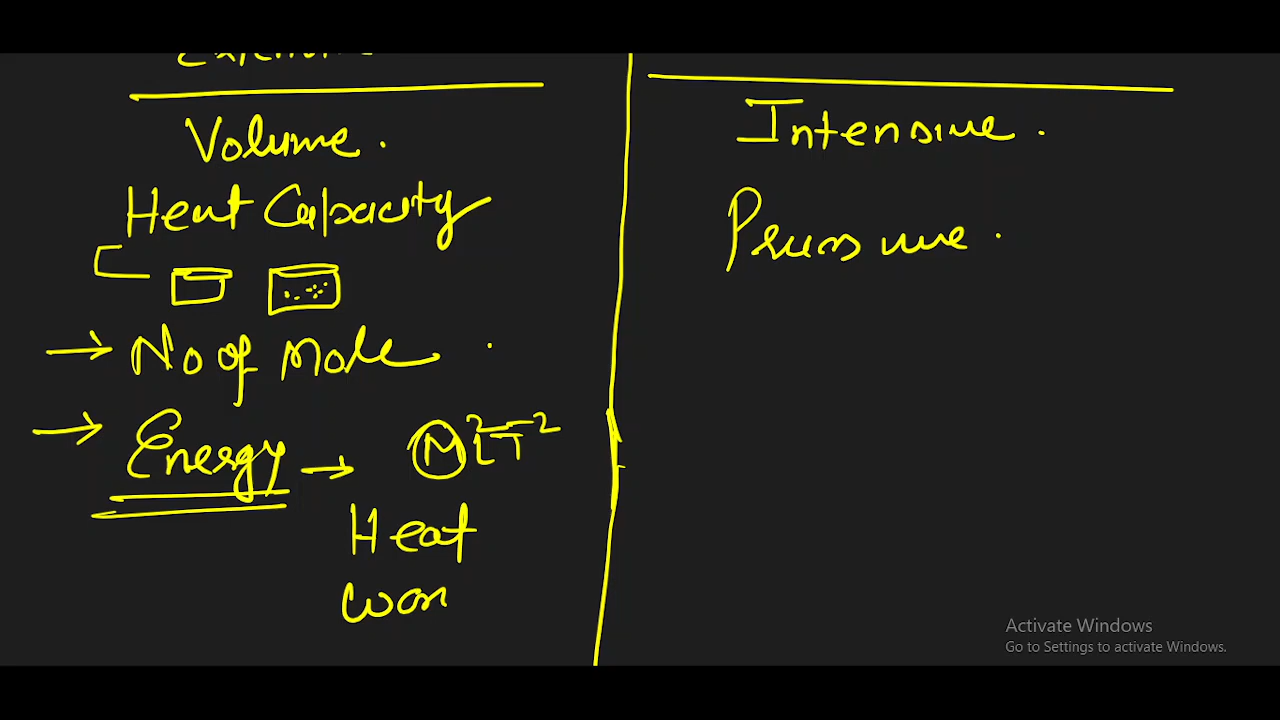 Volume.
Heat Capacity
→ No of Mole
→ Energy → ML²T⁻²
Heat
Wor
Intensive.
Pressure.
Activate Windows
Go to Settings to activate Windows.